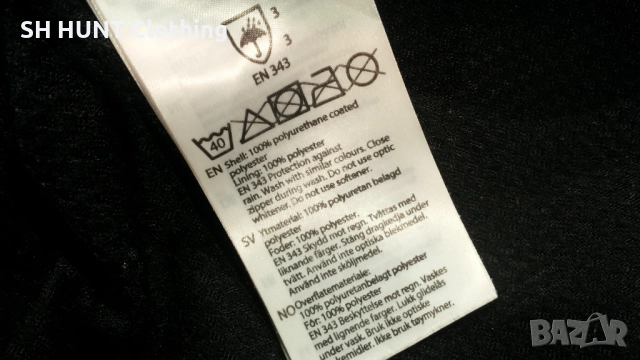 SH HUNT Clothing
3
3
EN 343
40
EN Shell: 100% polyurethane coated
polyester
Lining: 100% polyester
EN 343 Protection against
rain. Wash with similar colours. Close
zipper during wash. Do not use optic
whitener. Do not use softener.
SV Ytmaterial: 100% polyuretan belagd
polyester
Foder: 100% polyester.
EN 343 Skydd mot regn. Tvättas med
liknande färger. Stäng dragkedja under
tvätt. Använd inte optiska blekmedel.
Använd inte sköljmedel.
NO Overflatemateriale:
100% polyuretanbelagt polyester
Fôr: 100% polyester
EN 343 Beskyttelse mot regn. Vaskes
med lignende farger. Lukk glidelås
under vask. Bruk ikke optiske
blekemidler. Ikke bruk tøymykner.
BAZAR